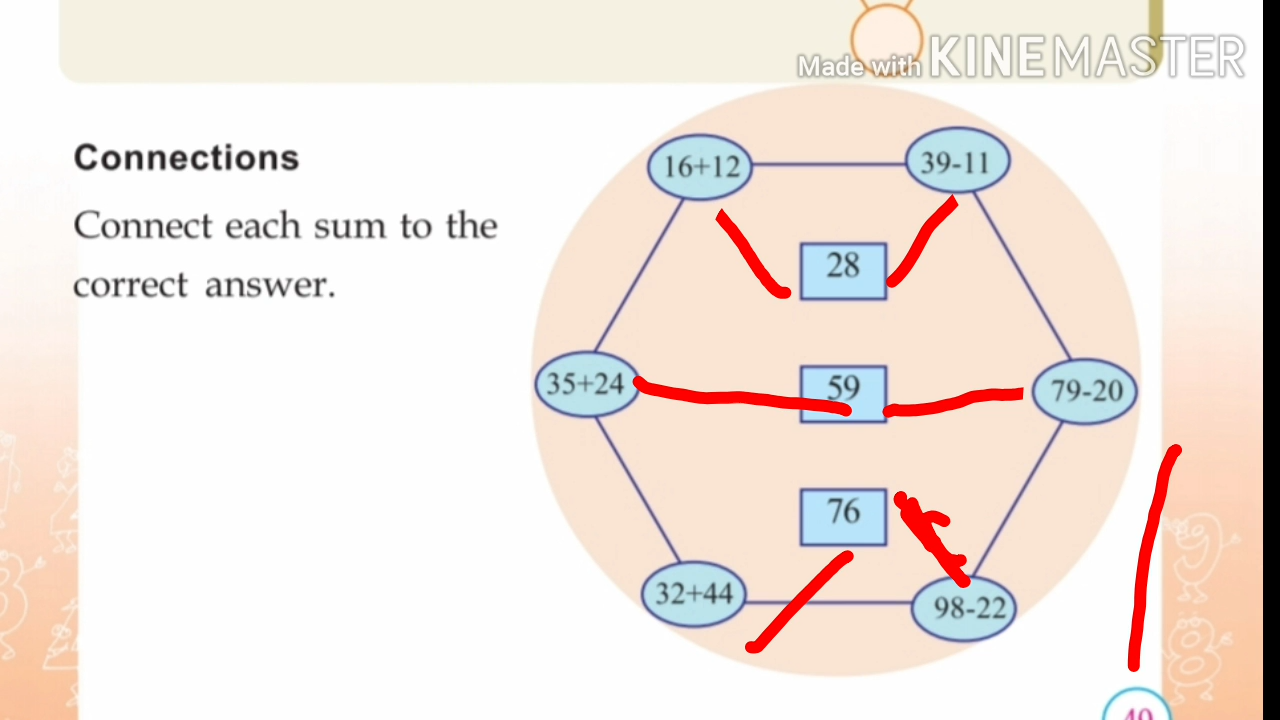 Made with KINEMASTER
Connections
Connect each sum to the
correct answer.
16+12
39-11
28
35+24
59
79-20
76
32+44
98-22